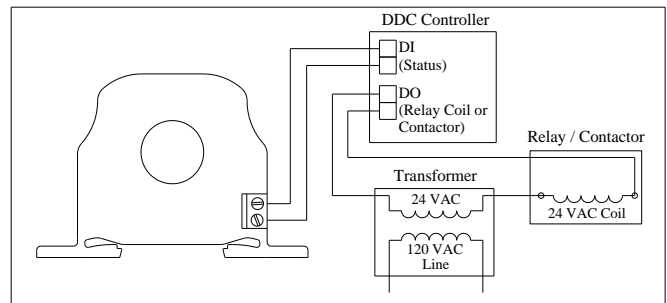 DDC Controller
DI
(Status)
DO
(Relay Coil or
Contactor)
Relay / Contactor
Transformer
24 VAC
24 VAC Coil
120 VAC
Line